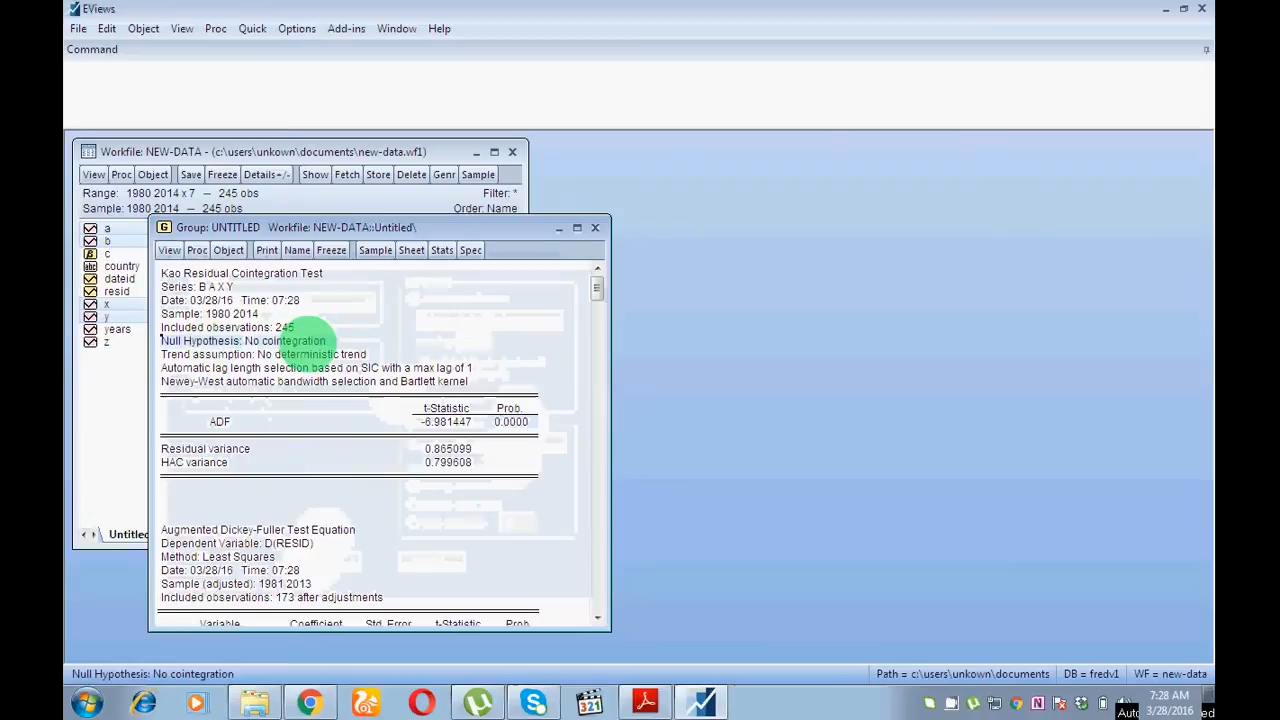 EViews
File Edit Object View Proc Quick Options Add-ins Window Help
Command
Workfile: NEW-DATA - (c:\users\unkown\documents\new-data.wf1)
View Proc Object Save Freeze Details+/- Show Fetch Store Delete Genr Sample
Range: 1980 2014 x 7 — 245 obs Filter: *
Sample: 1980 2014 — 245 obs Order: Name
a
b
c
country
dateid
resid
x
y
years
z
Untitled
Group: UNTITLED Workfile: NEW-DATA::Untitled\
View Proc Object Print Name Freeze Sample Sheet Stats Spec
Kao Residual Cointegration Test
Series: B A X Y
Date: 03/28/16 Time: 07:28
Sample: 1980 2014
Included observations: 245
Null Hypothesis: No cointegration
Trend assumption: No deterministic trend
Automatic lag length selection based on SIC with a max lag of 1
Newey-West automatic bandwidth selection and Bartlett kernel
t-Statistic Prob.
ADF -6.981447 0.0000
Residual variance 0.865099
HAC variance 0.799608
Augmented Dickey-Fuller Test Equation
Dependent Variable: D(RESID)
Method: Least Squares
Date: 03/28/16 Time: 07:28
Sample (adjusted): 1981 2013
Included observations: 173 after adjustments
Variable Coefficient Std. Error t-Statistic Prob.
Null Hypothesis: No cointegration Path = c:\users\unkown\documents DB = fredv1 WF = new-data
321
7:28 AM
3/28/2016